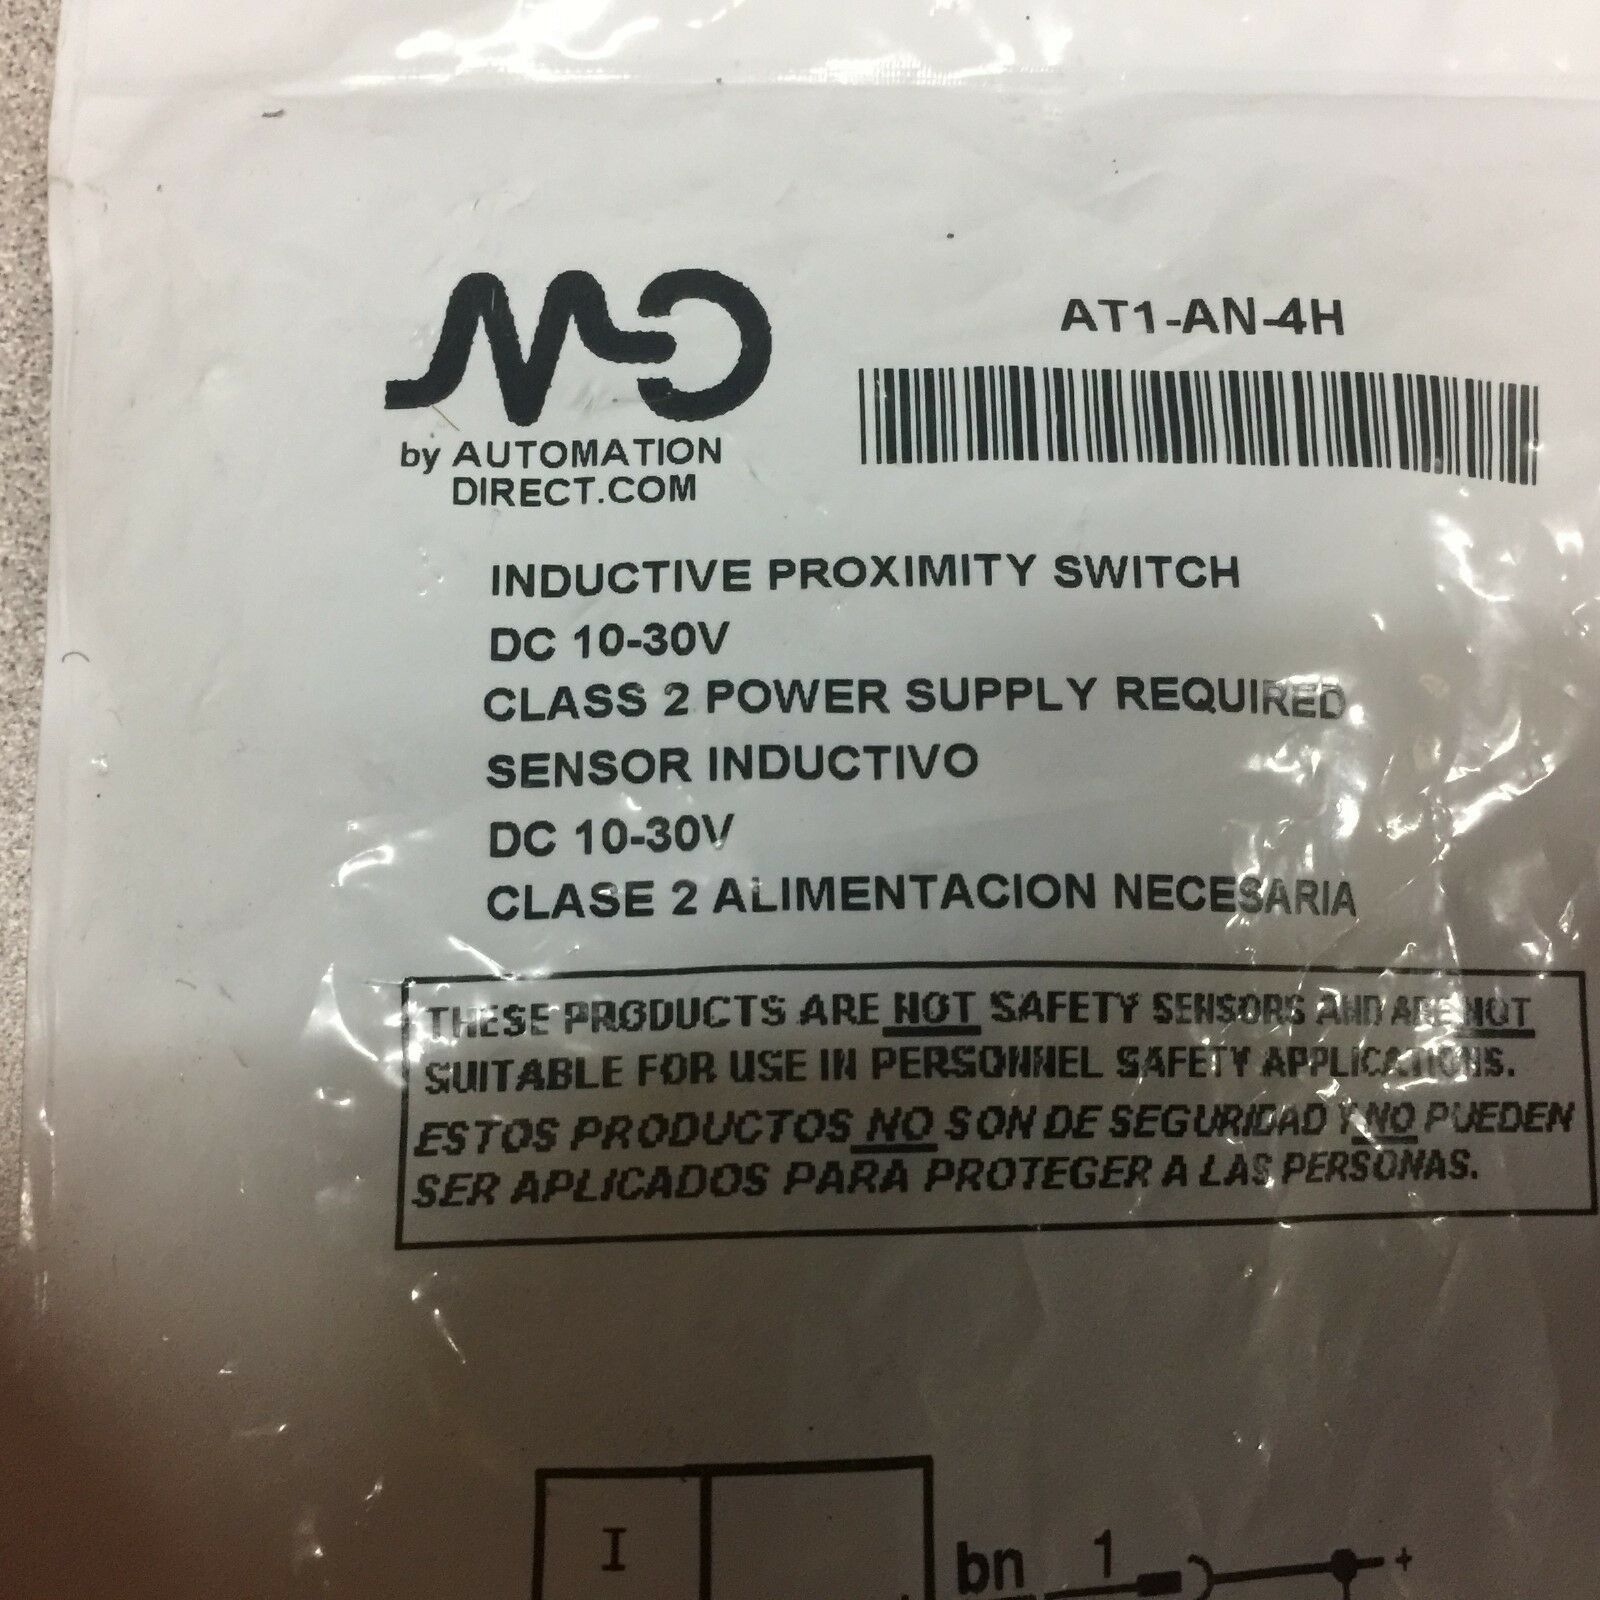 AT1-AN-4H
by AUTOMATION
DIRECT.COM
INDUCTIVE PROXIMITY SWITCH
DC 10-30V
CLASS 2 POWER SUPPLY REQUIRED
SENSOR INDUCTIVO
DC 10-30V
CLASE 2 ALIMENTACION NECESARIA
THESE PRODUCTS ARE NOT SAFETY SENSORS AND ARE NOT
SUITABLE FOR USE IN PERSONNEL SAFETY APPLICATIONS.
ESTOS PRODUCTOS NO SON DE SEGURIDAD Y NO PUEDEN
SER APLICADOS PARA PROTEGER A LAS PERSONAS.
I
bn 1 +